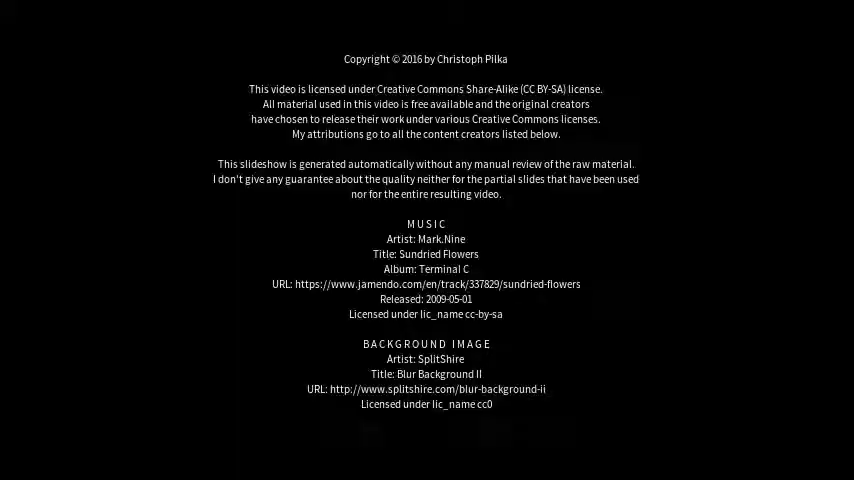 Copyright © 2016 by Christoph Pilka
This video is licensed under Creative Commons Share-Alike (CC BY-SA) license.
All material used in this video is free available and the original creators
have chosen to release their work under various Creative Commons licenses.
My attributions go to all the content creators listed below.
This slideshow is generated automatically without any manual review of the raw material.
I don't give any guarantee about the quality neither for the partial slides that have been used
nor for the entire resulting video.
MUSIC
Artist: Mark.Nine
Title: Sundried Flowers
Album: Terminal C
URL: https://www.jamendo.com/en/track/337829/sundried-flowers
Released: 2009-05-01
Licensed under lic_name cc-by-sa
BACKGROUND IMAGE
Artist: SplitShire
Title: Blur Background II
URL: http://www.splitshire.com/blur-background-ii
Licensed under lic_name cc0